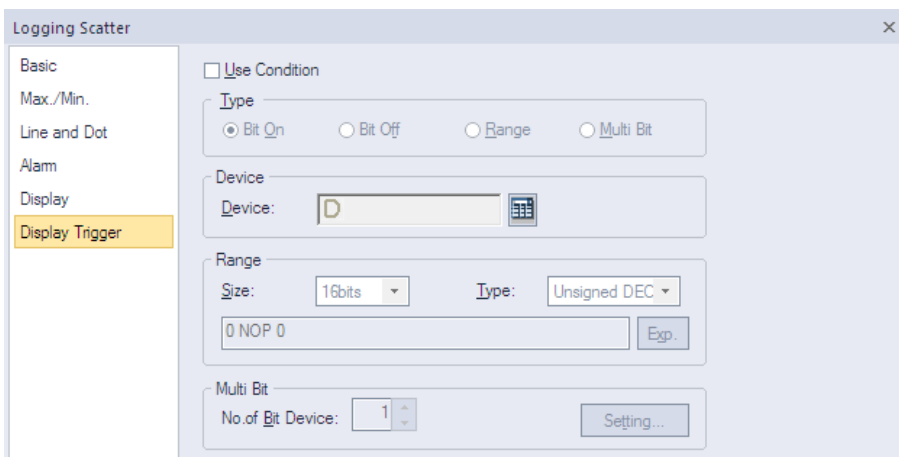 Logging Scatter
Basic
Max./Min.
Line and Dot
Alarm
Display
Display Trigger
Use Condition
Type
Bit On Bit Off Range Multi Bit
Device
Device: D
Range
Size: 16bits Type: Unsigned DEC
0 NOP 0 Exp.
Multi Bit
No.of Bit Device: 1 Setting...